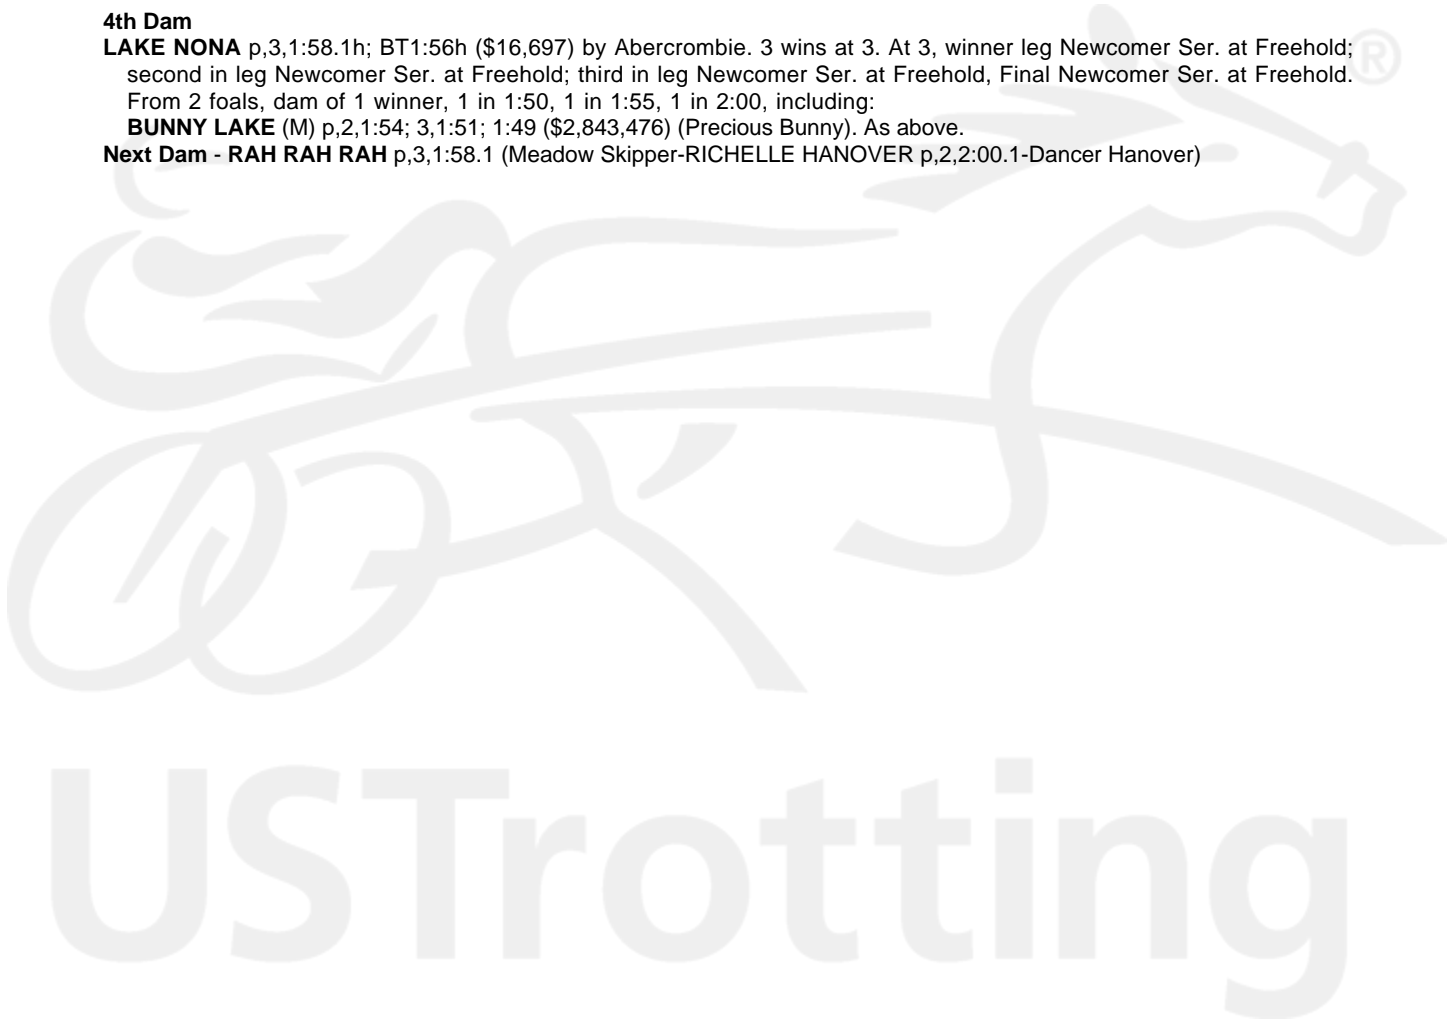 4th Dam
LAKE NONA p,3,1:58.1h; BT1:56h ($16,697) by Abercrombie. 3 wins at 3. At 3, winner leg Newcomer Ser. at Freehold;
second in leg Newcomer Ser. at Freehold; third in leg Newcomer Ser. at Freehold, Final Newcomer Ser. at Freehold.
From 2 foals, dam of 1 winner, 1 in 1:50, 1 in 1:55, 1 in 2:00, including:
BUNNY LAKE (M) p,2,1:54; 3,1:51; 1:49 ($2,843,476) (Precious Bunny). As above.
Next Dam - RAH RAH RAH p,3,1:58.1 (Meadow Skipper-RICHELLE HANOVER p,2,2:00.1-Dancer Hanover)
®
USTrotting